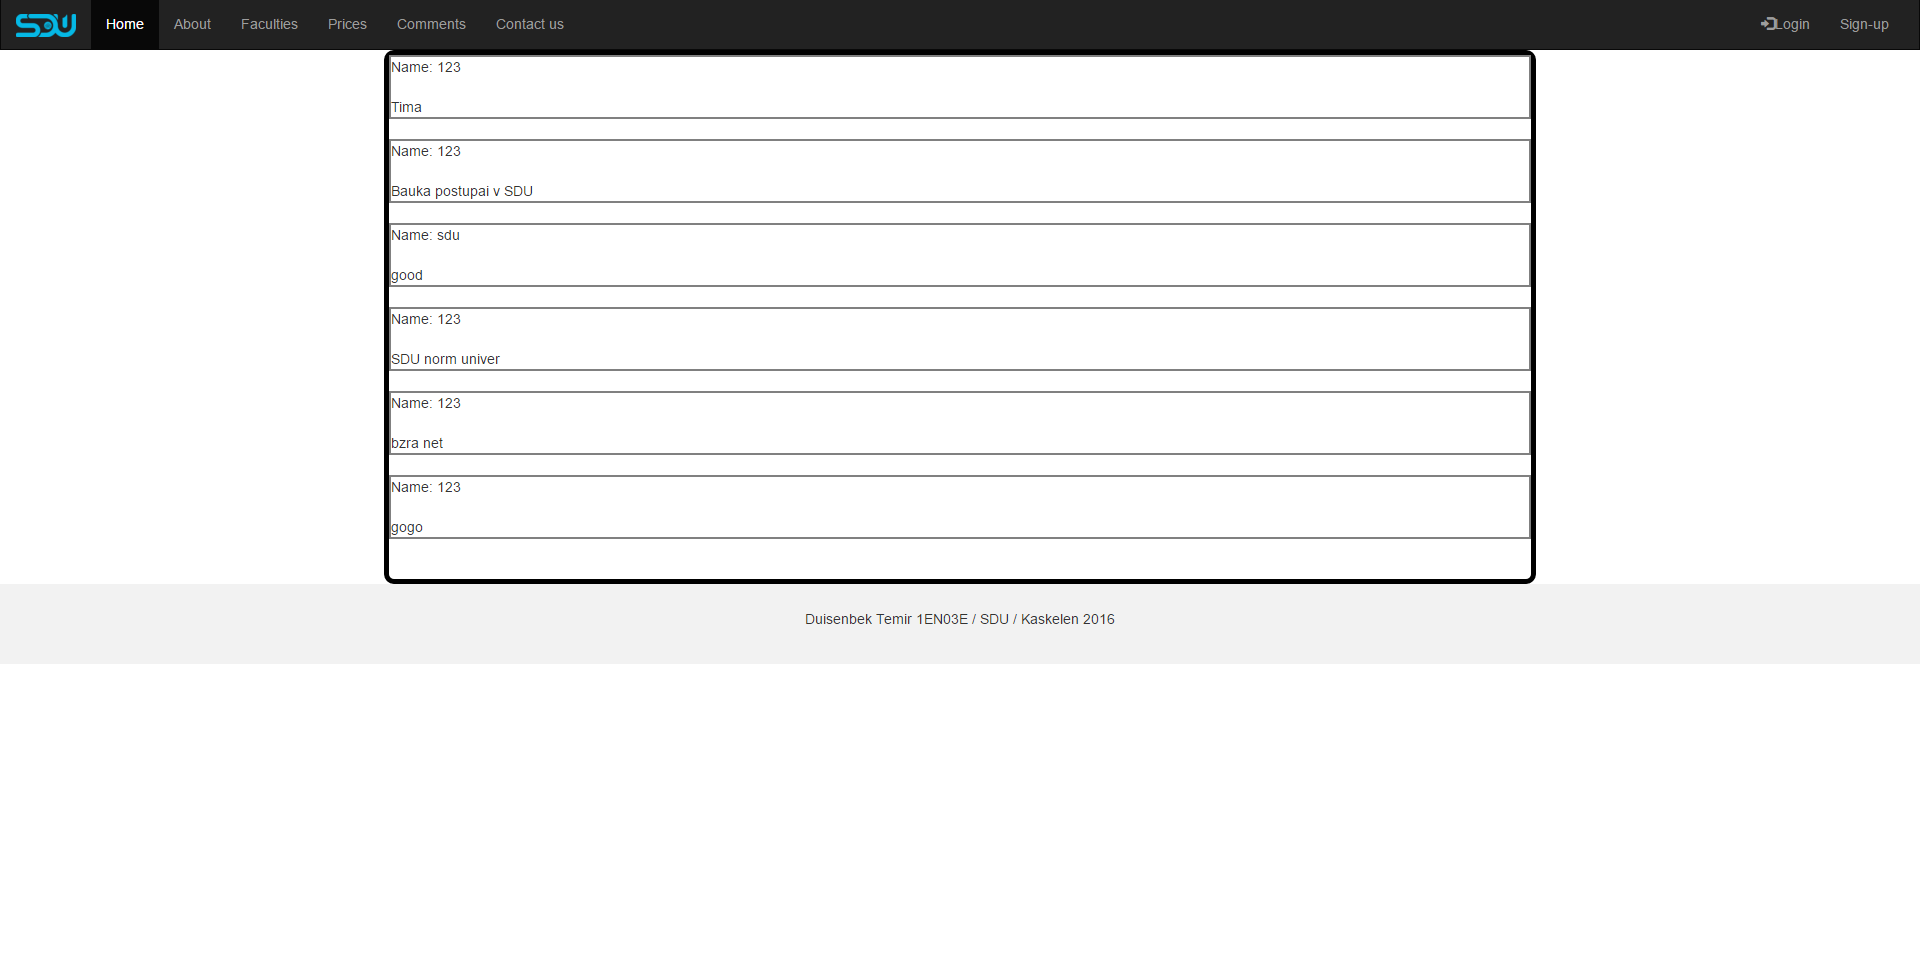 SDU Home About Faculties Prices Comments Contact us Login Sign-up
Name: 123
Tima
Name: 123
Bauka postupai v SDU
Name: sdu
good
Name: 123
SDU norm univer
Name: 123
bzra net
Name: 123
gogo
Duisenbek Temir 1EN03E / SDU / Kaskelen 2016